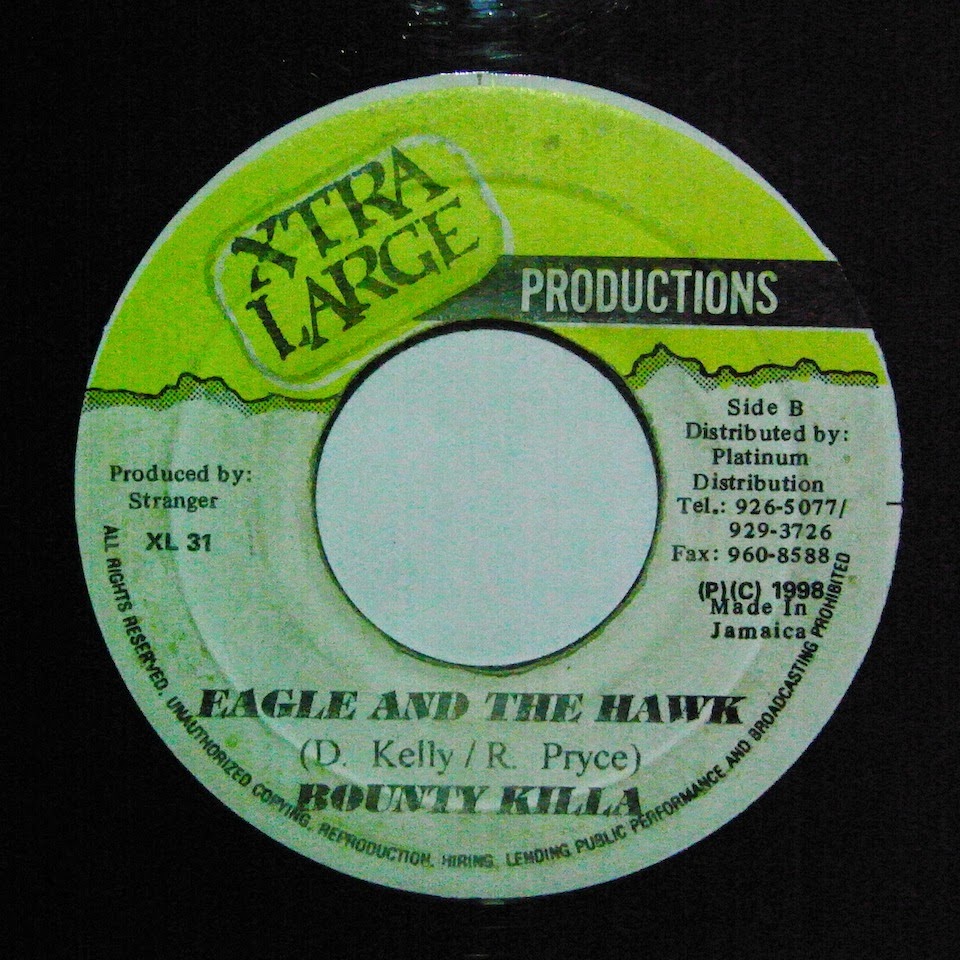 XTRA
LARGE
PRODUCTIONS
Side B
Distributed by:
Platinum
Distribution
Tel.: 926-5077/
929-3726
Fax: 960-8588
(P)(C) 1998
Made In
Jamaica
Produced by:
Stranger
XL 31
EAGLE AND THE HAWK
(D. Kelly / R. Pryce)
BOUNTY KILLA
ALL RIGHTS RESERVED. UNAUTHORIZED COPYING, REPRODUCTION, HIRING, LENDING PUBLIC PERFORMANCE AND BROADCASTING PROHIBITED